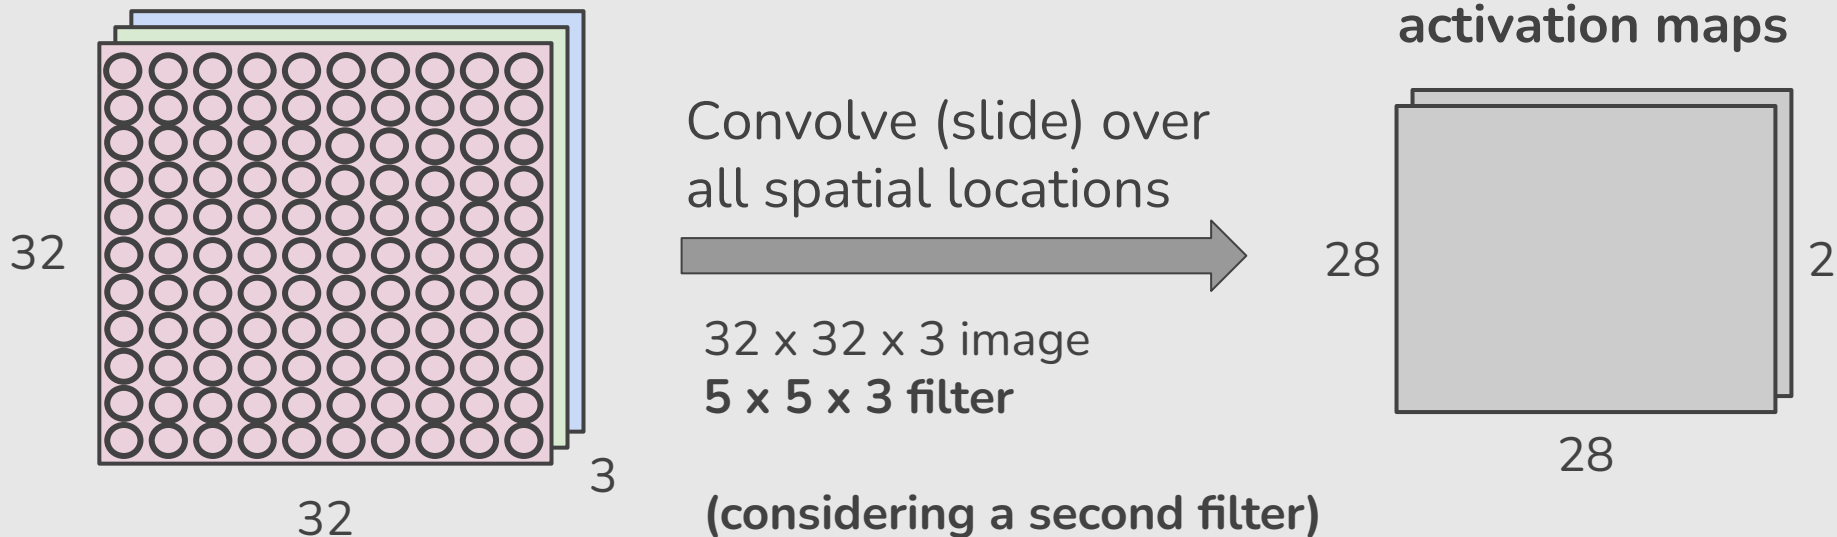 32
32
3
Convolve (slide) over
all spatial locations
32 x 32 x 3 image
5 x 5 x 3 filter
(considering a second filter)
activation maps
28
28
2